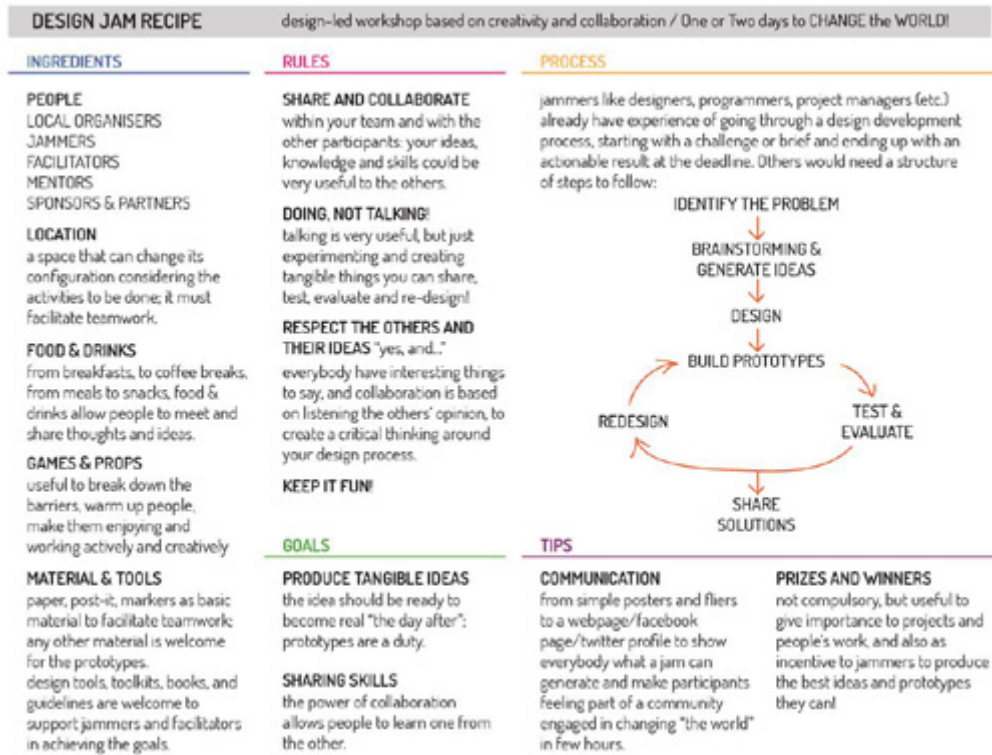 DESIGN JAM RECIPE
design-led workshop based on creativity and collaboration / One or Two days to CHANGE the WORLD!
INGREDIENTS
PEOPLE
LOCAL ORGANISERS
JAMMERS
FACILITATORS
MENTORS
SPONSORS & PARTNERS
LOCATION
a space that can change its
configuration considering the
activities to be done; it must
facilitate teamwork.
FOOD & DRINKS
from breakfasts, to coffee breaks,
from meals to snacks, food &
drinks allow people to meet and
share thoughts and ideas.
GAMES & PROPS
useful to break down the
barriers, warm up people,
make them enjoying and
working actively and creatively
MATERIAL & TOOLS
paper, post-it, markers as basic
material to facilitate teamwork;
any other material is welcome
for the prototypes.
design tools, toolkits, books, and
guidelines are welcome to
support jammers and facilitators
in achieving the goals.
RULES
SHARE AND COLLABORATE
within your team and with the
other participants: your ideas,
knowledge and skills could be
very useful to the others.
DOING, NOT TALKING!
talking is very useful, but just
experimenting and creating
tangible things you can share,
test, evaluate and re-design!
RESPECT THE OTHERS AND
THEIR IDEAS "yes, and..."
everybody have interesting things
to say, and collaboration is based
on listening the others' opinion, to
create a critical thinking around
your design process.
KEEP IT FUN!
GOALS
PRODUCE TANGIBLE IDEAS
the idea should be ready to
become real "the day after";
prototypes are a duty.
SHARING SKILLS
the power of collaboration
allows people to learn one from
the other.
PROCESS
jammers like designers, programmers, project managers (etc.)
already have experience of going through a design development
process, starting with a challenge or brief and ending up with an
actionable result at the deadline. Others would need a structure
of steps to follow:
IDENTIFY THE PROBLEM
BRAINSTORMING &
GENERATE IDEAS
DESIGN
BUILD PROTOTYPES
TEST &
EVALUATE
REDESIGN
SHARE
SOLUTIONS
TIPS
COMMUNICATION
from simple posters and fliers
to a webpage/facebook
page/twitter profile to show
everybody what a jam can
generate and make participants
feeling part of a community
engaged in changing "the world"
in few hours.
PRIZES AND WINNERS
not compulsory, but useful to
give importance to projects and
people's work, and also as
incentive to jammers to produce
the best ideas and prototypes
they can!